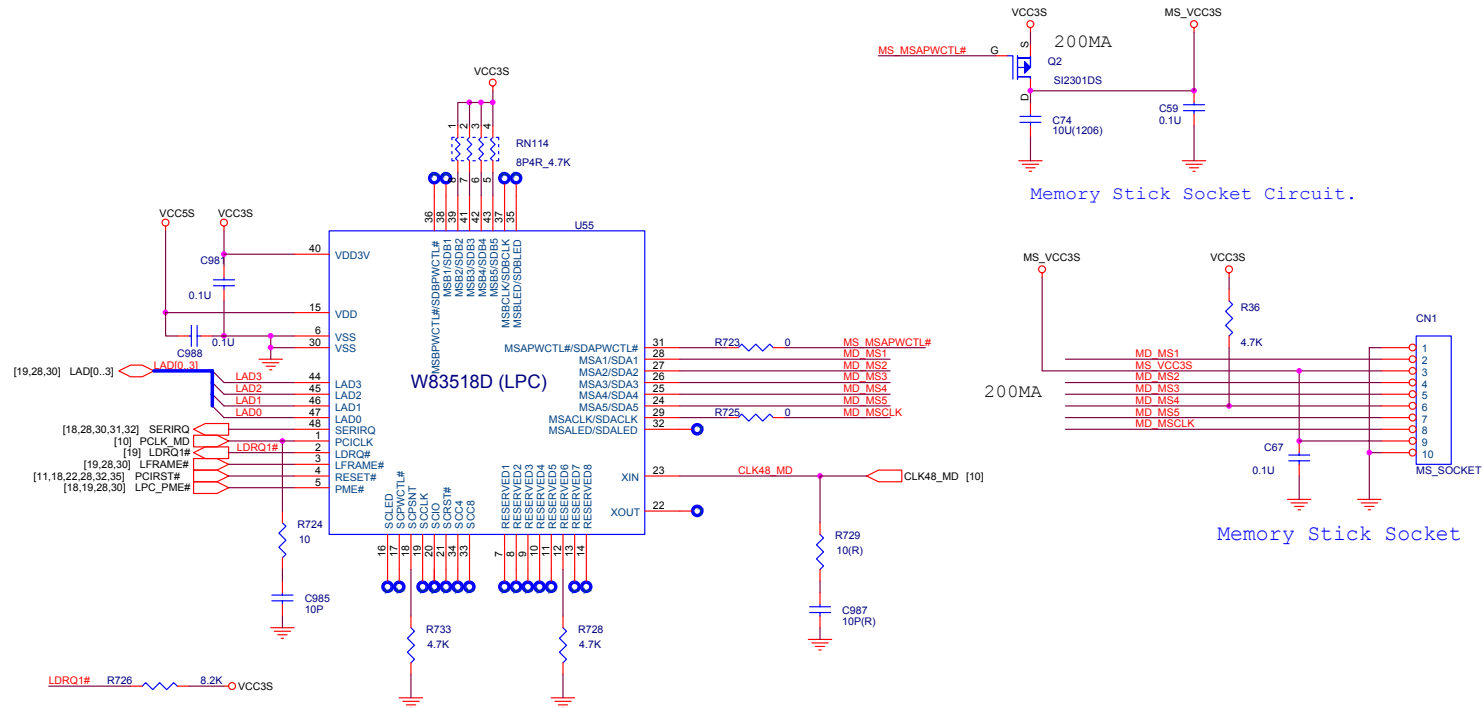 VCC3S
MS_VCC3S
MS_MSAPWCTL#
G
S
200MA
Q2
SI2301DS
D
C74
10U(1206)
C59
0.1U
Memory Stick Socket Circuit.
VCC3S
1
2
3
4
RN114
8P4R_4.7K
8
7
6
5
36
38
39
41
42
43
37
35
U55
MSBPWCTL#/SDBPWCTL#
MSB1/SDB1
MSB2/SDB2
MSB3/SDB3
MSB4/SDB4
MSB5/SDB5
MSBCLK/SDBCLK
MSBLED/SDBLED
VCC5S
VCC3S
C981
0.1U
40
VDD3V
15
VDD
6
VSS
30
VSS
0.1U
C988
W83518D (LPC)
[19,28,30] LAD[0..3]
LAD[0..3]
LAD3
44
LAD3
LAD2
45
LAD2
LAD1
46
LAD1
LAD0
47
LAD0
[18,28,30,31,32] SERIRQ
48
SERIRQ
[10] PCLK_MD
1
PCICLK
[19] LDRQ1#
LDRQ1#
2
LDRQ#
[19,28,30] LFRAME#
3
LFRAME#
[11,18,22,28,32,35] PCIRST#
4
RESET#
[18,19,28,30] LPC_PME#
5
PME#
MSAPWCTL#/SDAPWCTL#
31
R723
0
MS_MSAPWCTL#
MSA1/SDA1
28
MD_MS1
MSA2/SDA2
27
MD_MS2
MSA3/SDA3
26
MD_MS3
MSA4/SDA4
25
MD_MS4
MSA5/SDA5
24
MD_MS5
MSACLK/SDACLK
29
R725
0
MD_MSCLK
MSALED/SDALED
32
XIN
23
CLK48_MD
CLK48_MD [10]
XOUT
22
SCLED
SCPWCTL#
SCPSNT
SCCLK
SCIO
SCRST#
SCC4
SCC8
RESERVED1
RESERVED2
RESERVED3
RESERVED4
RESERVED5
RESERVED6
RESERVED7
RESERVED8
16
17
18
19
20
21
34
33
7
8
9
10
11
12
13
14
R724
10
C985
10P
R733
4.7K
R728
4.7K
R729
10(R)
C987
10P(R)
LDRQ1#
R726
8.2K
VCC3S
MS_VCC3S
VCC3S
R36
4.7K
CN1
MD_MS1
MS_VCC3S
MD_MS2
MD_MS3
MD_MS4
MD_MS5
MD_MSCLK
200MA
1
2
3
4
5
6
7
8
9
10
C67
0.1U
MS_SOCKET
Memory Stick Socket